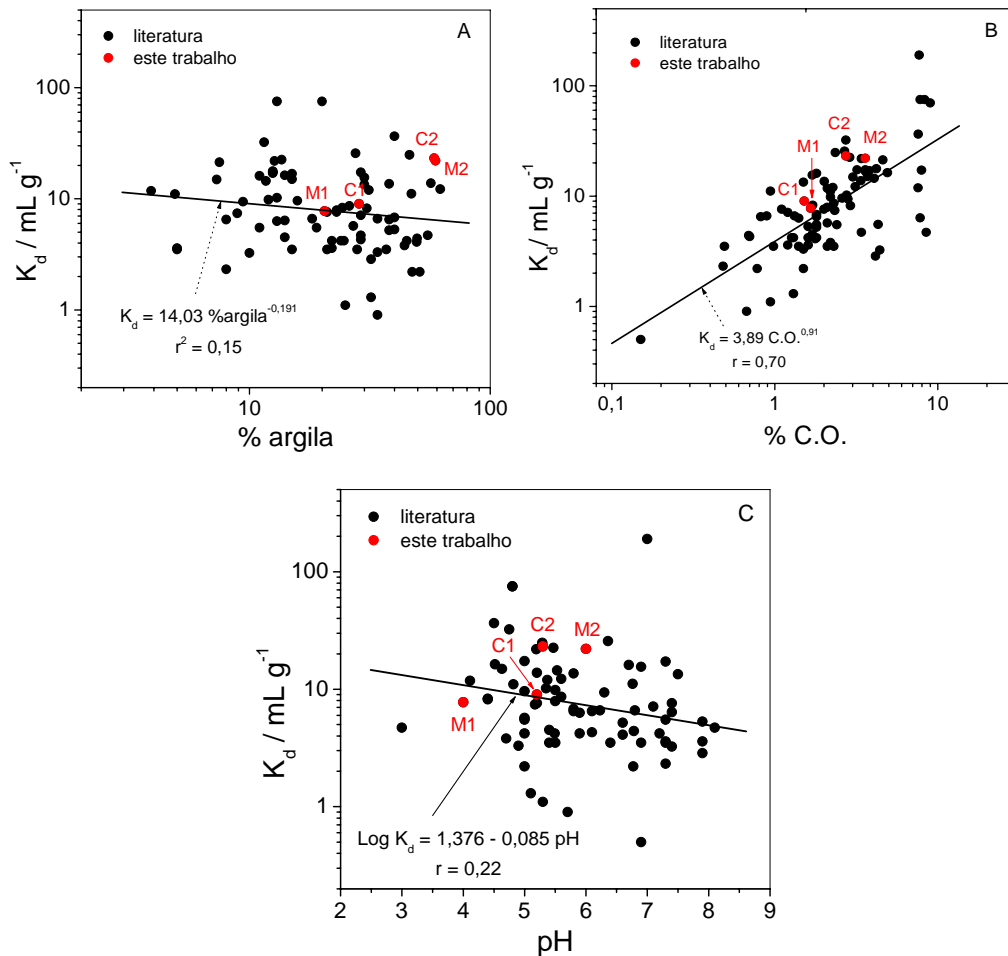 A
literatura
este trabalho
100
10
1
K_d / mL g^-1
C2
M2
M1
C1
K_d = 14,03 %argila^-0,191
r^2 = 0,15
10
100
% argila
B
literatura
este trabalho
100
10
1
K_d/ mL g^-1
C2
M2
M1
C1
K_d = 3,89 C.O.^0,91
r = 0,70
0,1
1
10
% C.O.
C
literatura
este trabalho
100
10
1
K_d / mL g^-1
C2
M2
C1
M1
Log K_d = 1,376 - 0,085 pH
r = 0,22
2
3
4
5
6
7
8
9
pH